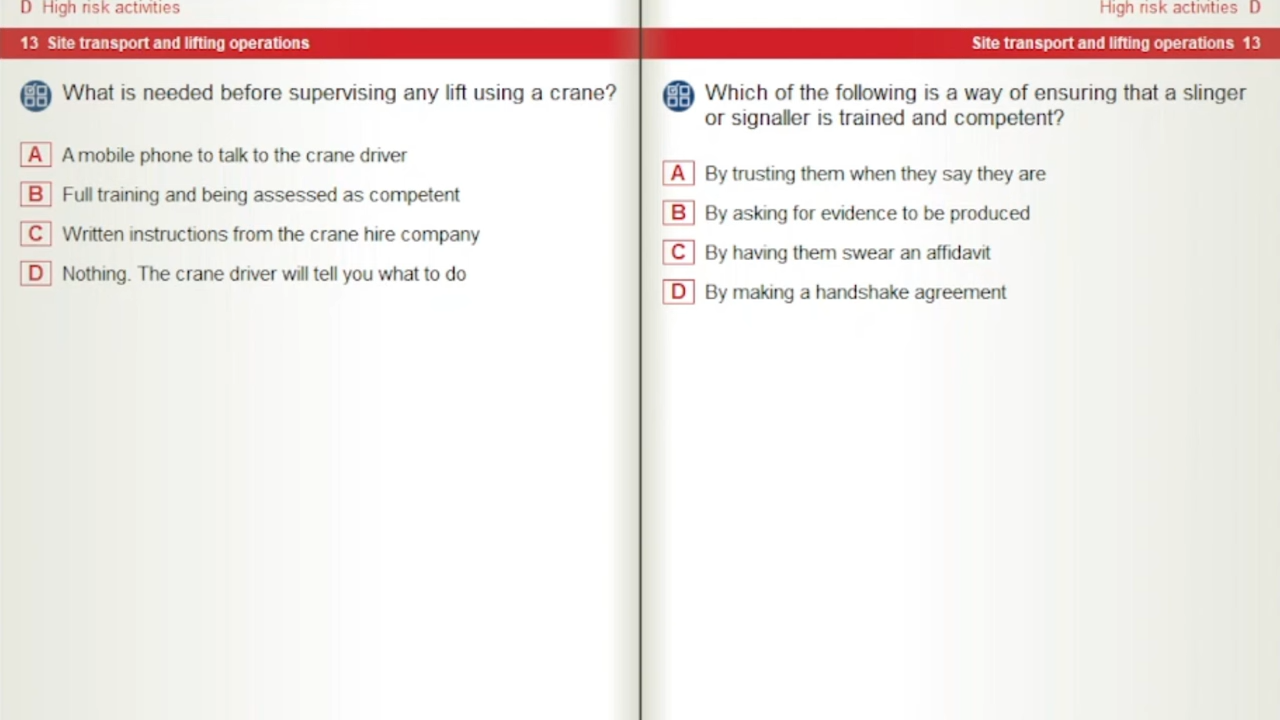 D High risk activities
13 Site transport and lifting operations
What is needed before supervising any lift using a crane?
A A mobile phone to talk to the crane driver
B Full training and being assessed as competent
C Written instructions from the crane hire company
D Nothing. The crane driver will tell you what to do
High risk activities D
Site transport and lifting operations 13
Which of the following is a way of ensuring that a slinger
or signaller is trained and competent?
A By trusting them when they say they are
B By asking for evidence to be produced
C By having them swear an affidavit
D By making a handshake agreement